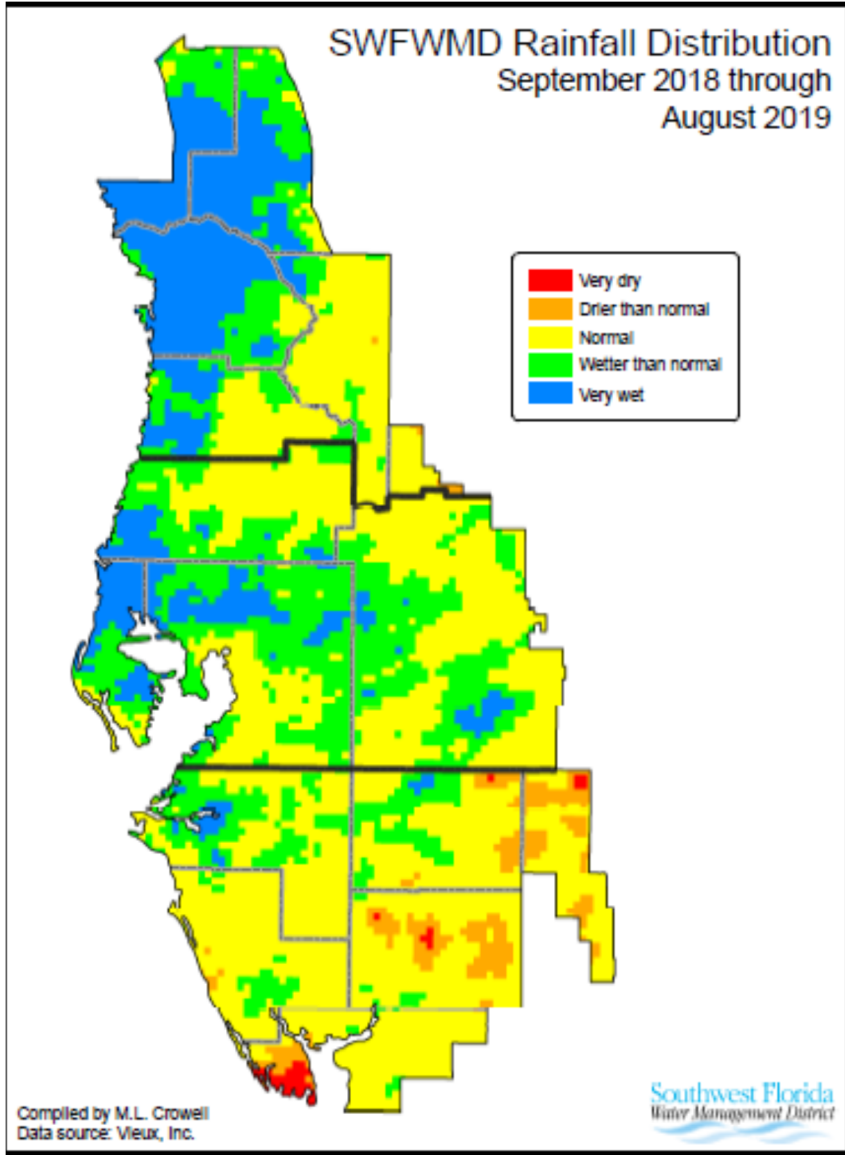 SWFWMD Rainfall Distribution
September 2018 through
August 2019
Very dry
Drier than normal
Normal
Wetter than normal
Very wet
Compiled by M.L. Crowell
Data source: Vieux, Inc.
Southwest Florida
Water Management District